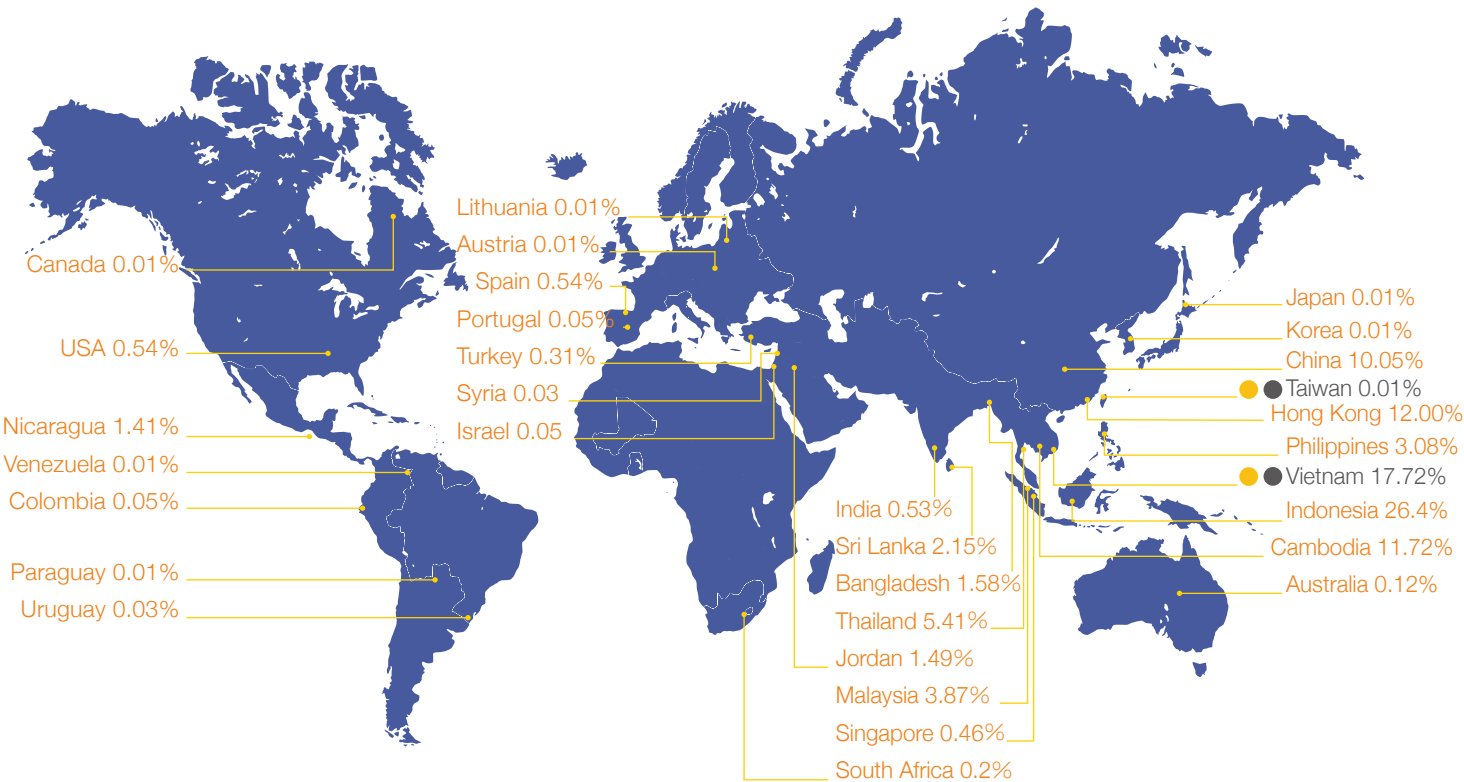 Canada 0.01%
USA 0.54%
Nicaragua 1.41%
Venezuela 0.01%
Colombia 0.05%
Paraguay 0.01%
Uruguay 0.03%
Lithuania 0.01%
Austria 0.01%
Spain 0.54%
Portugal 0.05%
Turkey 0.31%
Syria 0.03
Israel 0.05
India 0.53%
Sri Lanka 2.15%
Bangladesh 1.58%
Thailand 5.41%
Jordan 1.49%
Malaysia 3.87%
Singapore 0.46%
South Africa 0.2%
Japan 0.01%
Korea 0.01%
China 10.05%
Taiwan 0.01%
Hong Kong 12.00%
Philippines 3.08%
Vietnam 17.72%
Indonesia 26.4%
Cambodia 11.72%
Australia 0.12%